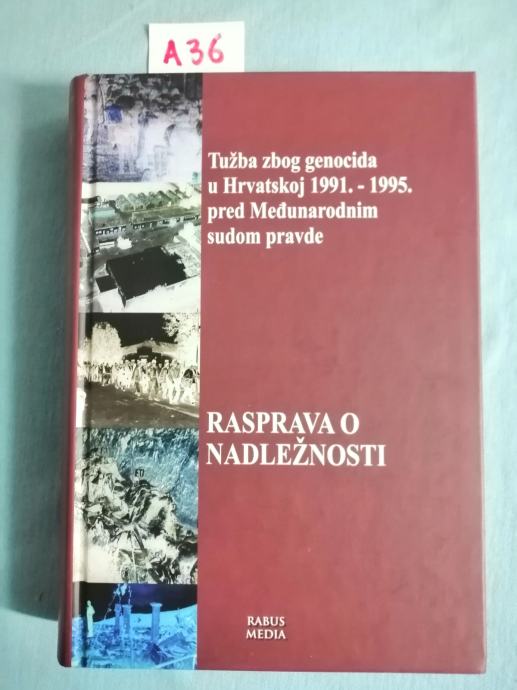 A36
Tužba zbog genocida
u Hrvatskoj 1991. - 1995.
pred Međunarodnim
sudom pravde
RASPRAVA O
NADLEŽNOSTI
RABUS
MEDIA